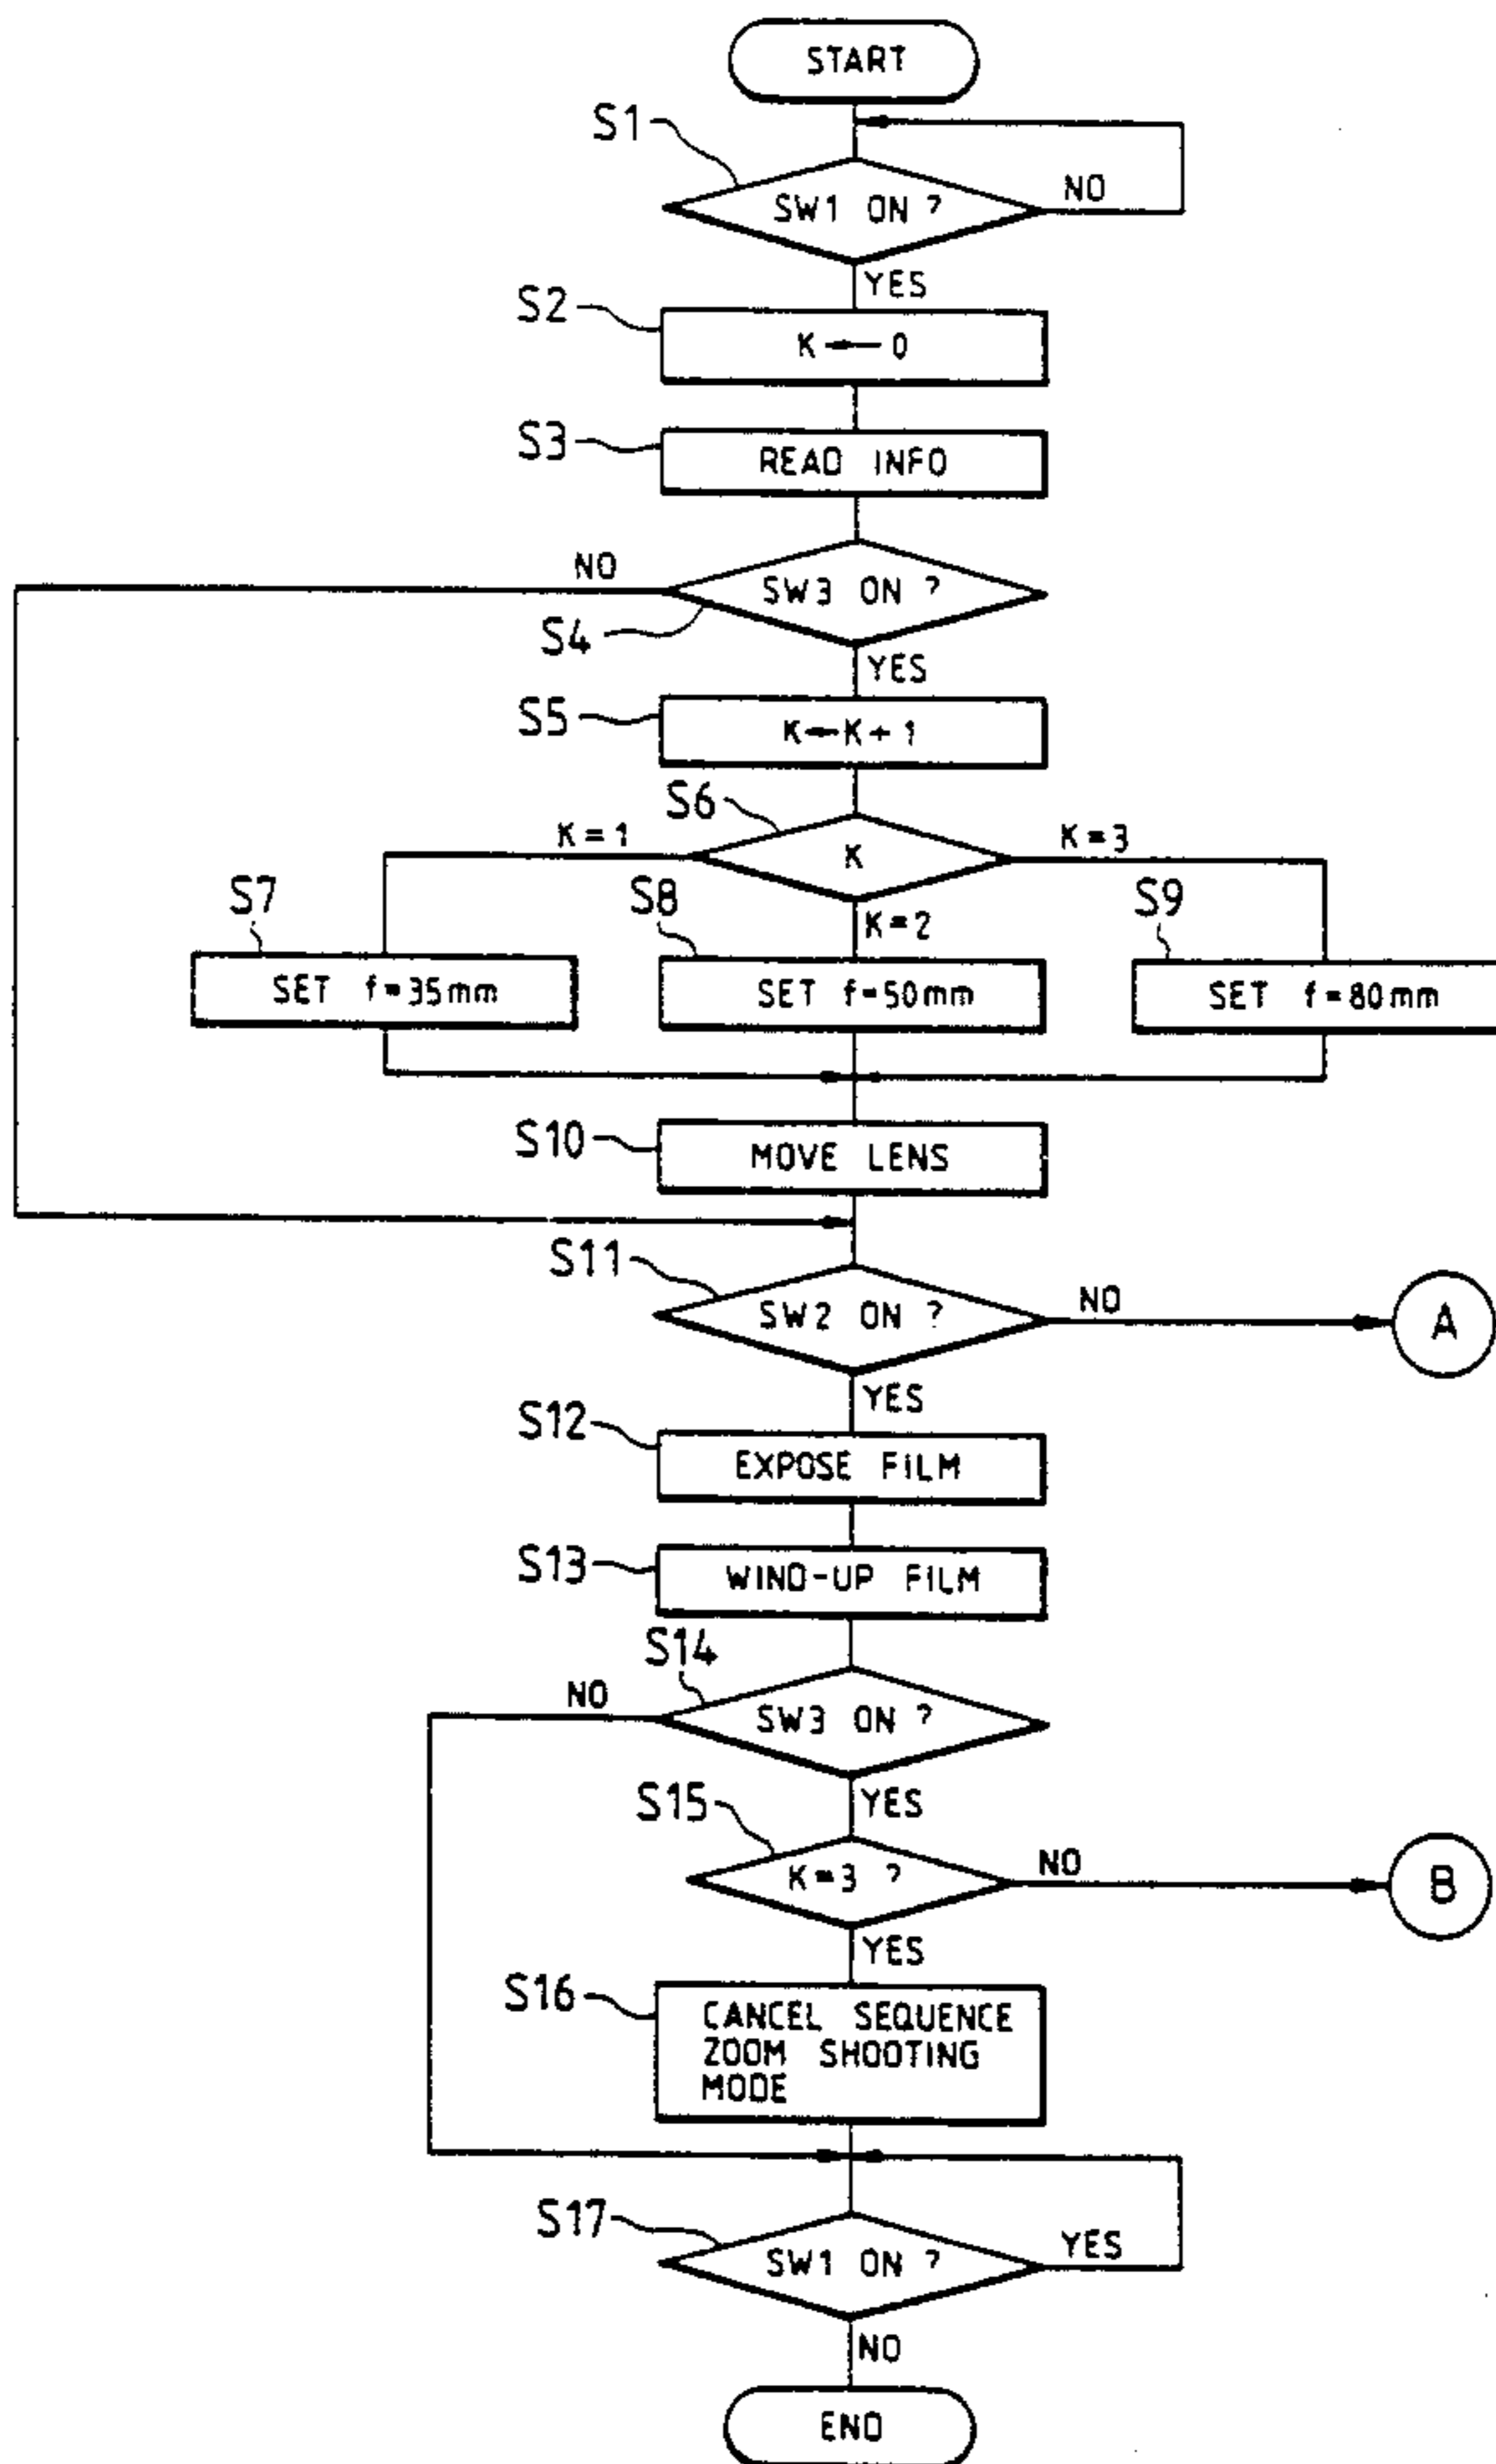 START
S1
SW1 ON ?
NO
YES
S2
K ← 0
S3
READ INFO
NO
SW3 ON ?
S4
YES
S5
K←K+1
S6
K=1
K
K=3
S7
S8
K=2
S9
SET f=35mm
SET f=50mm
SET f=80mm
S10
MOVE LENS
S11
SW2 ON ?
NO
A
YES
S12
EXPOSE FILM
S13
WIND-UP FILM
S14
NO
SW3 ON ?
S15
YES
K=3 ?
NO
B
YES
S16
CANCEL SEQUENCE
ZOOM SHOOTING
MODE
S17
SW1 ON ?
YES
NO
END